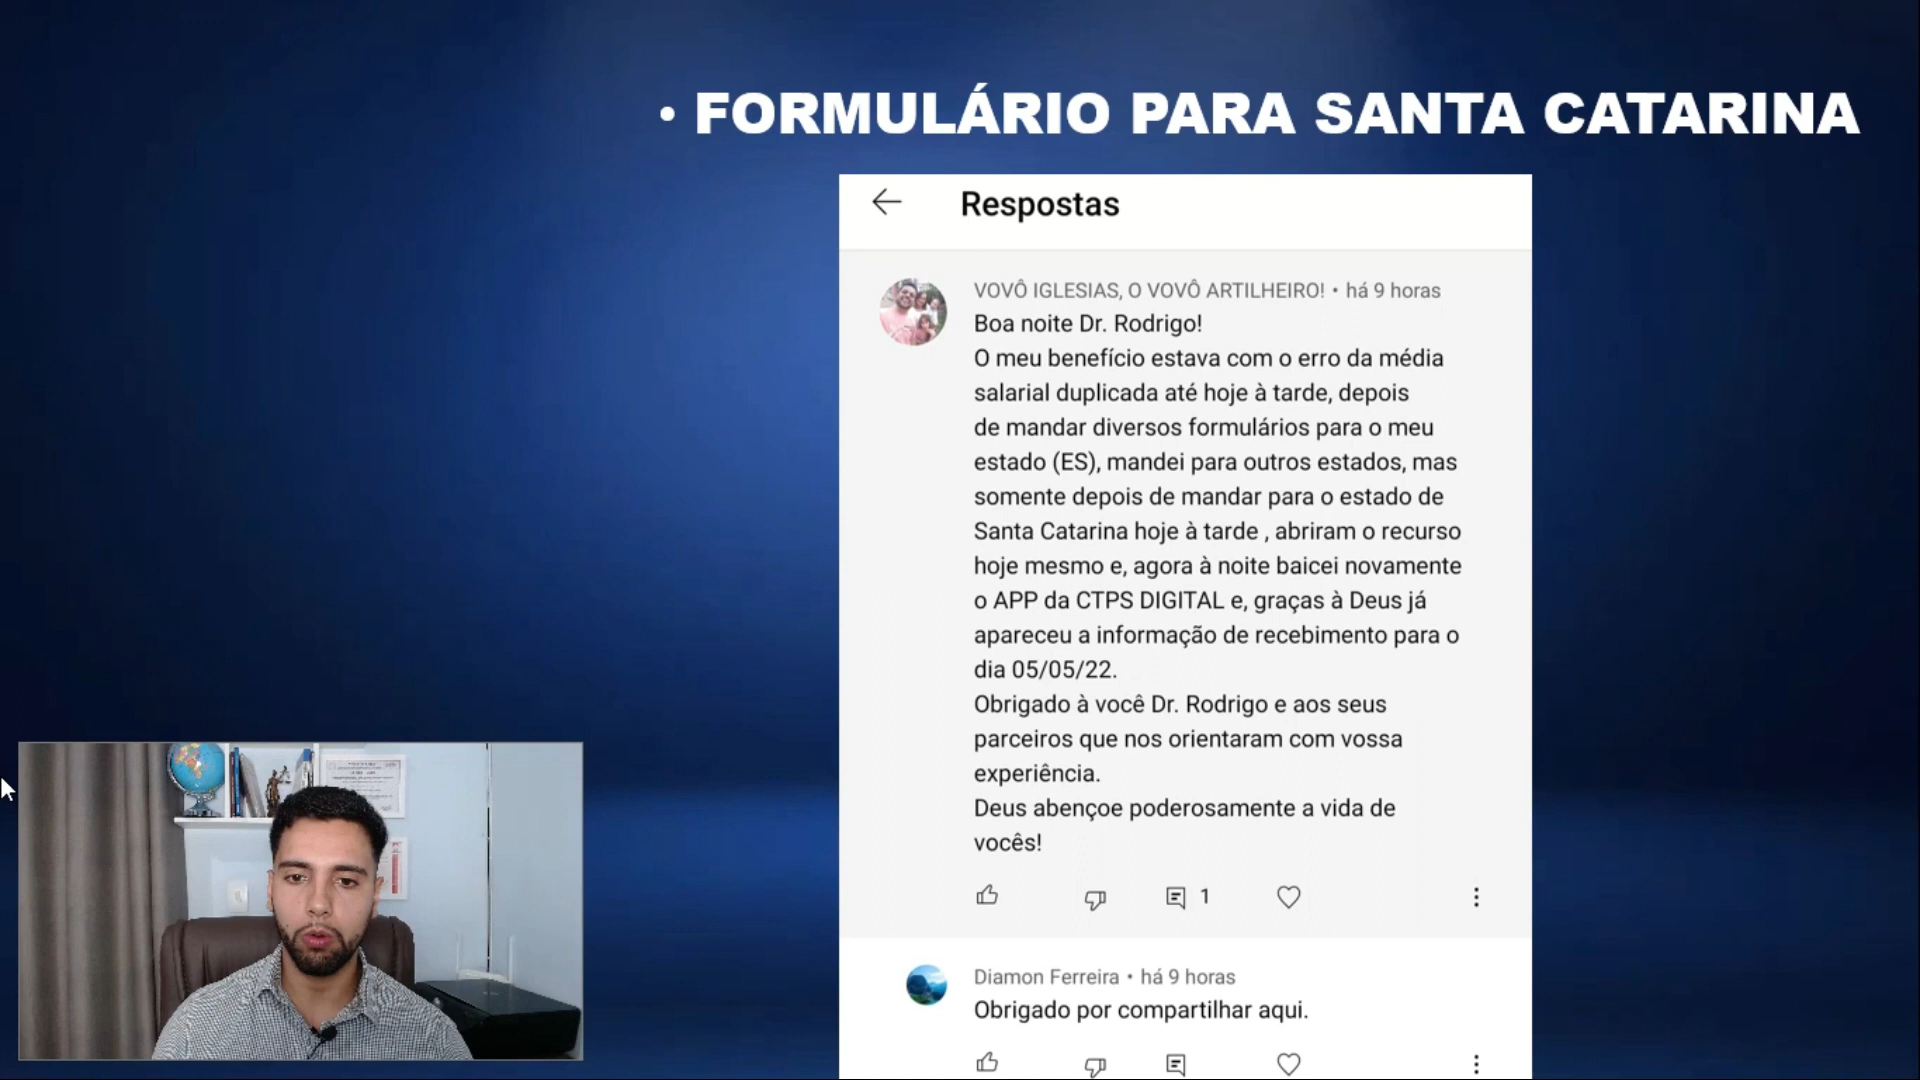 • FORMULÁRIO PARA SANTA CATARINA
Respostas
VOVÔ IGLESIAS, O VOVÔ ARTILHEIRO! • há 9 horas
Boa noite Dr. Rodrigo!
O meu benefício estava com o erro da média
salarial duplicada até hoje à tarde, depois
de mandar diversos formulários para o meu
estado (ES), mandei para outros estados, mas
somente depois de mandar para o estado de
Santa Catarina hoje à tarde , abriram o recurso
hoje mesmo e, agora à noite baicei novamente
o APP da CTPS DIGITAL e, graças à Deus já
apareceu a informação de recebimento para o
dia 05/05/22.
Obrigado à você Dr. Rodrigo e aos seus
parceiros que nos orientaram com vossa
experiência.
Deus abençoe poderosamente a vida de
vocês!
1
Diamon Ferreira • há 9 horas
Obrigado por compartilhar aqui.